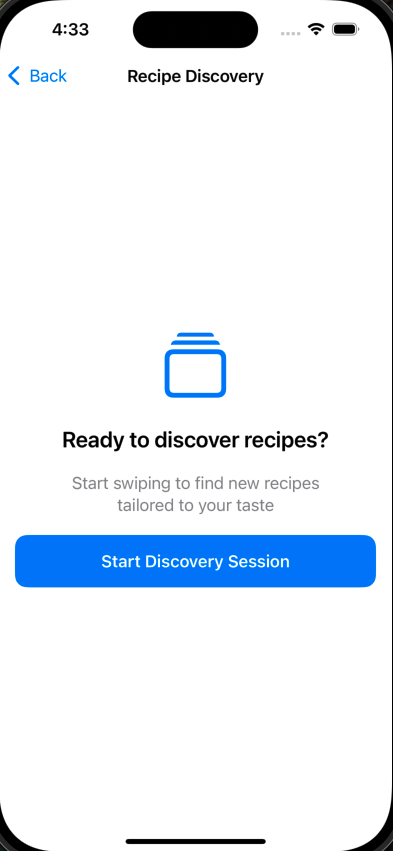 4:33
Back
Recipe Discovery
Ready to discover recipes?
Start swiping to find new recipes
tailored to your taste
Start Discovery Session